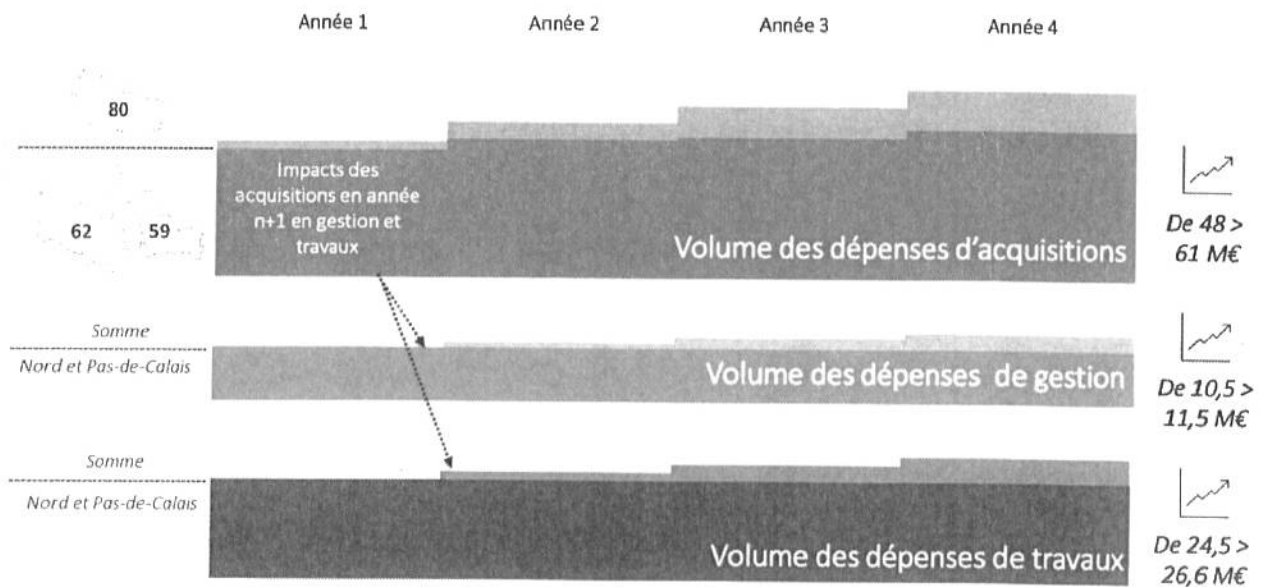 Année 1
Année 2
Année 3
Année 4
80
62
59
Impacts des
acquisitions en année
n+1 en gestion et
travaux
Volume des dépenses d'acquisitions
De 48 >
61 M€
Somme
Nord et Pas-de-Calais
Volume des dépenses de gestion
De 10,5 >
11,5 M€
Somme
Nord et Pas-de-Calais
Volume des dépenses de travaux
De 24,5 >
26,6 M€